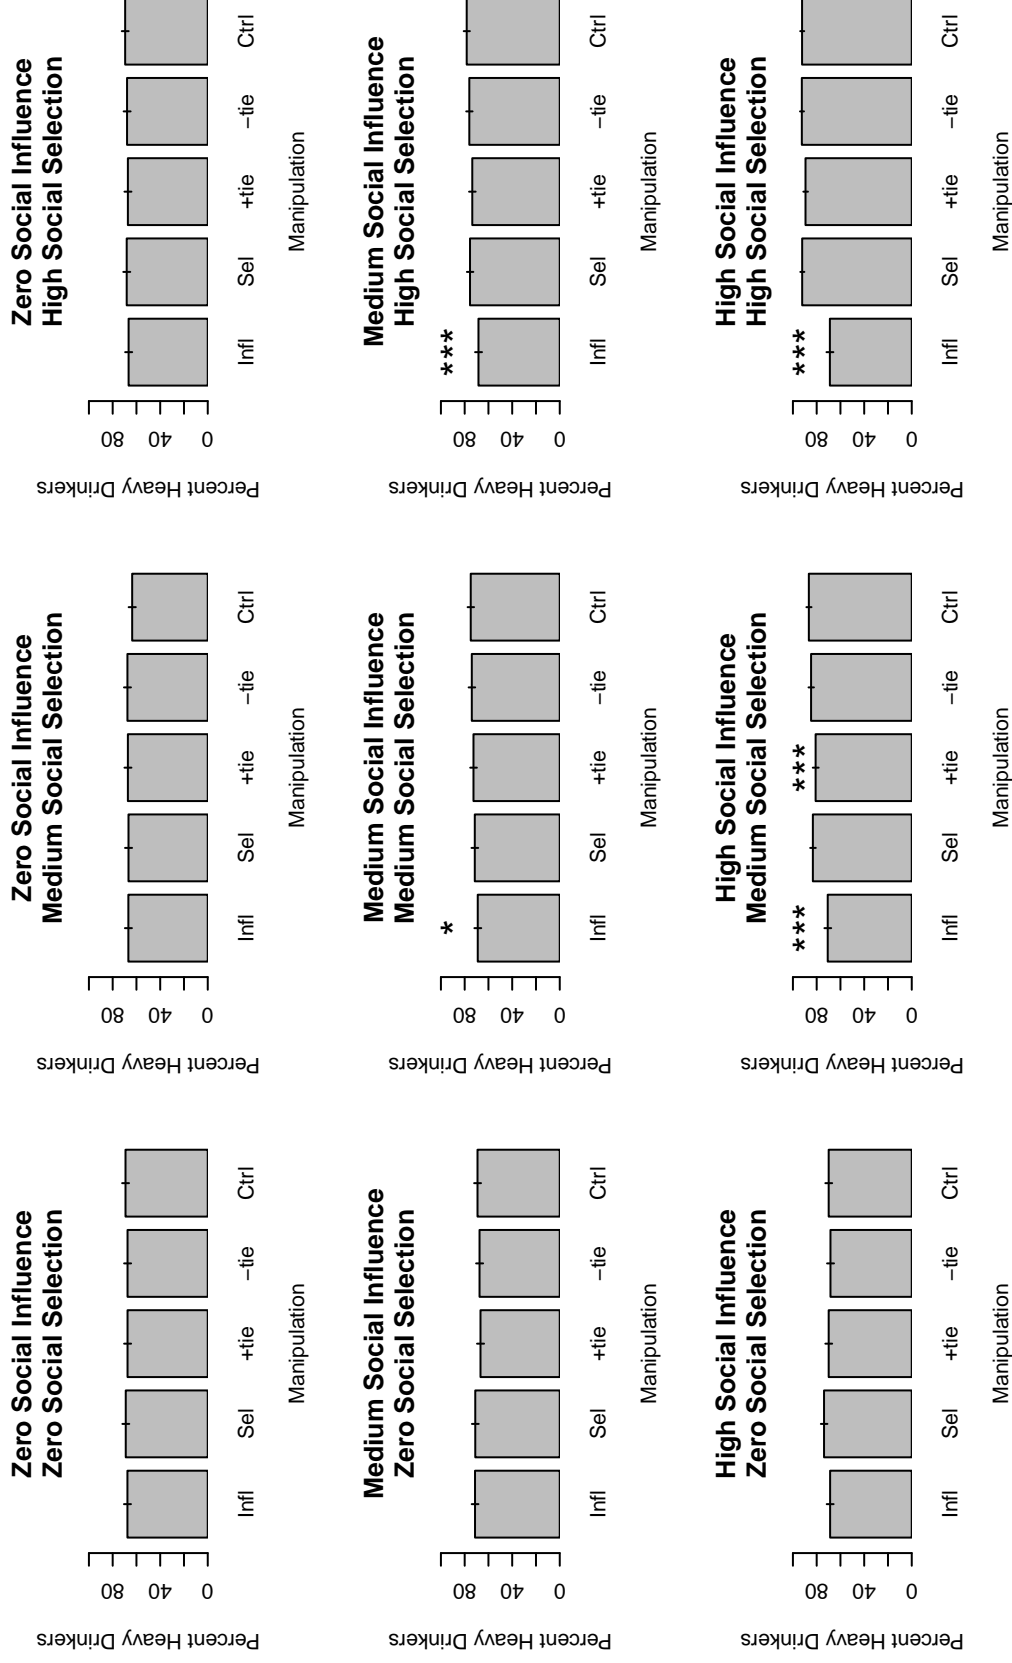 Zero Social Influence
Zero Social Selection
Percent Heavy Drinkers
0 40 80
Infl Sel +tie −tie Ctrl
Manipulation
Zero Social Influence
Medium Social Selection
Percent Heavy Drinkers
0 40 80
Infl Sel +tie −tie Ctrl
Manipulation
Zero Social Influence
High Social Selection
Percent Heavy Drinkers
0 40 80
Infl Sel +tie −tie Ctrl
Manipulation
Medium Social Influence
Zero Social Selection
Percent Heavy Drinkers
0 40 80
Infl Sel +tie −tie Ctrl
Manipulation
Medium Social Influence
Medium Social Selection
Percent Heavy Drinkers
0 40 80
*
Infl Sel +tie −tie Ctrl
Manipulation
Medium Social Influence
High Social Selection
Percent Heavy Drinkers
0 40 80
***
Infl Sel +tie −tie Ctrl
Manipulation
High Social Influence
Zero Social Selection
Percent Heavy Drinkers
0 40 80
Infl Sel +tie −tie Ctrl
Manipulation
High Social Influence
Medium Social Selection
Percent Heavy Drinkers
0 40 80
*** ***
Infl Sel +tie −tie Ctrl
Manipulation
High Social Influence
High Social Selection
Percent Heavy Drinkers
0 40 80
***
Infl Sel +tie −tie Ctrl
Manipulation